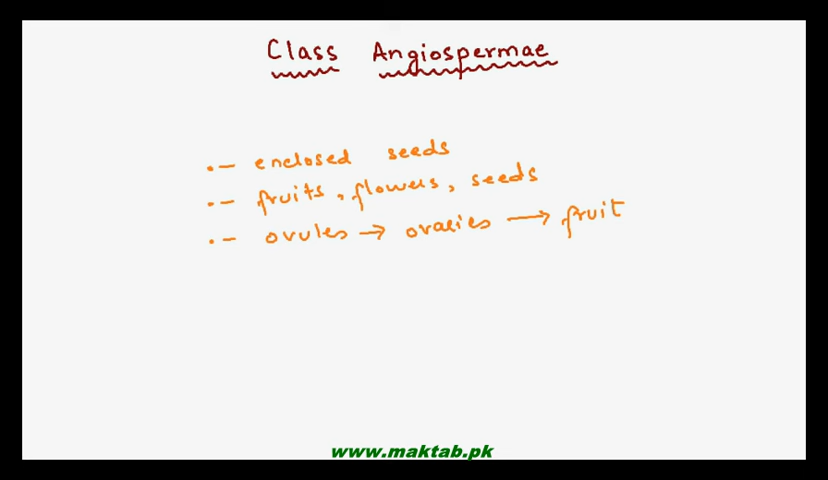 Class Angiospermae
.- enclosed seeds
.- fruits, flowers, seeds
.- ovules → ovaries → fruit
www.maktab.pk